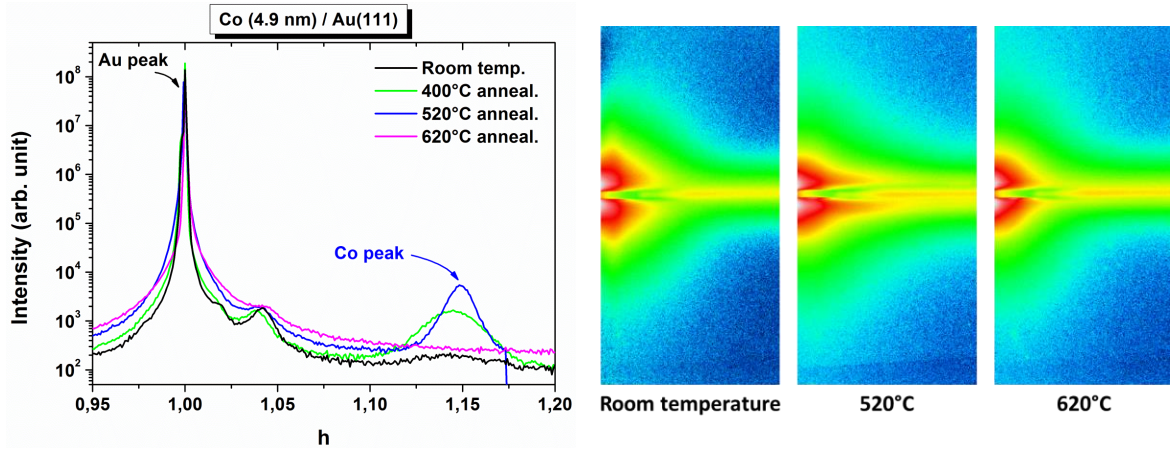 Co (4.9 nm) / Au(111)
Au peak
Room temp.
400°C anneal.
520°C anneal.
620°C anneal.
Co peak
Intensity (arb. unit)
10^8
10^7
10^6
10^5
10^4
10^3
10^2
0,95 1,00 1,05 1,10 1,15 1,20
h
Room temperature 520°C 620°C